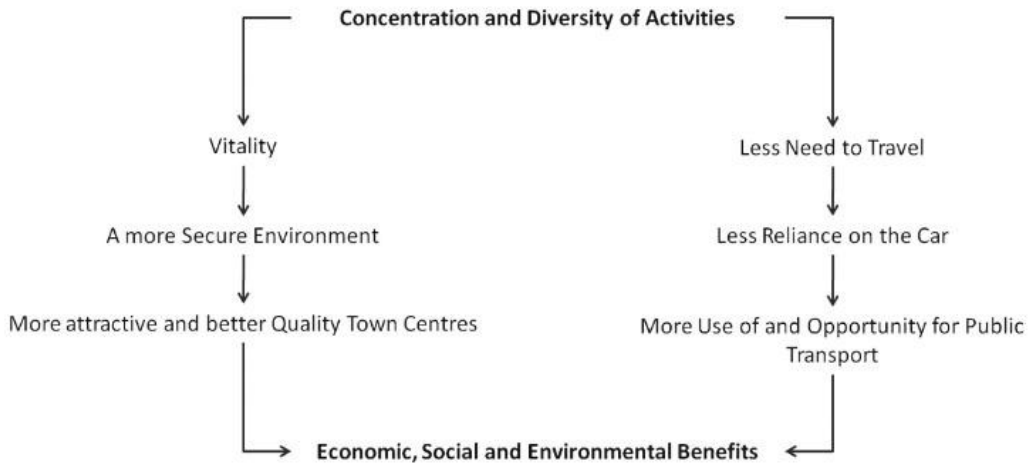 Concentration and Diversity of Activities
Vitality
Less Need to Travel
A more Secure Environment
Less Reliance on the Car
More attractive and better Quality Town Centres
More Use of and Opportunity for Public
Transport
Economic, Social and Environmental Benefits